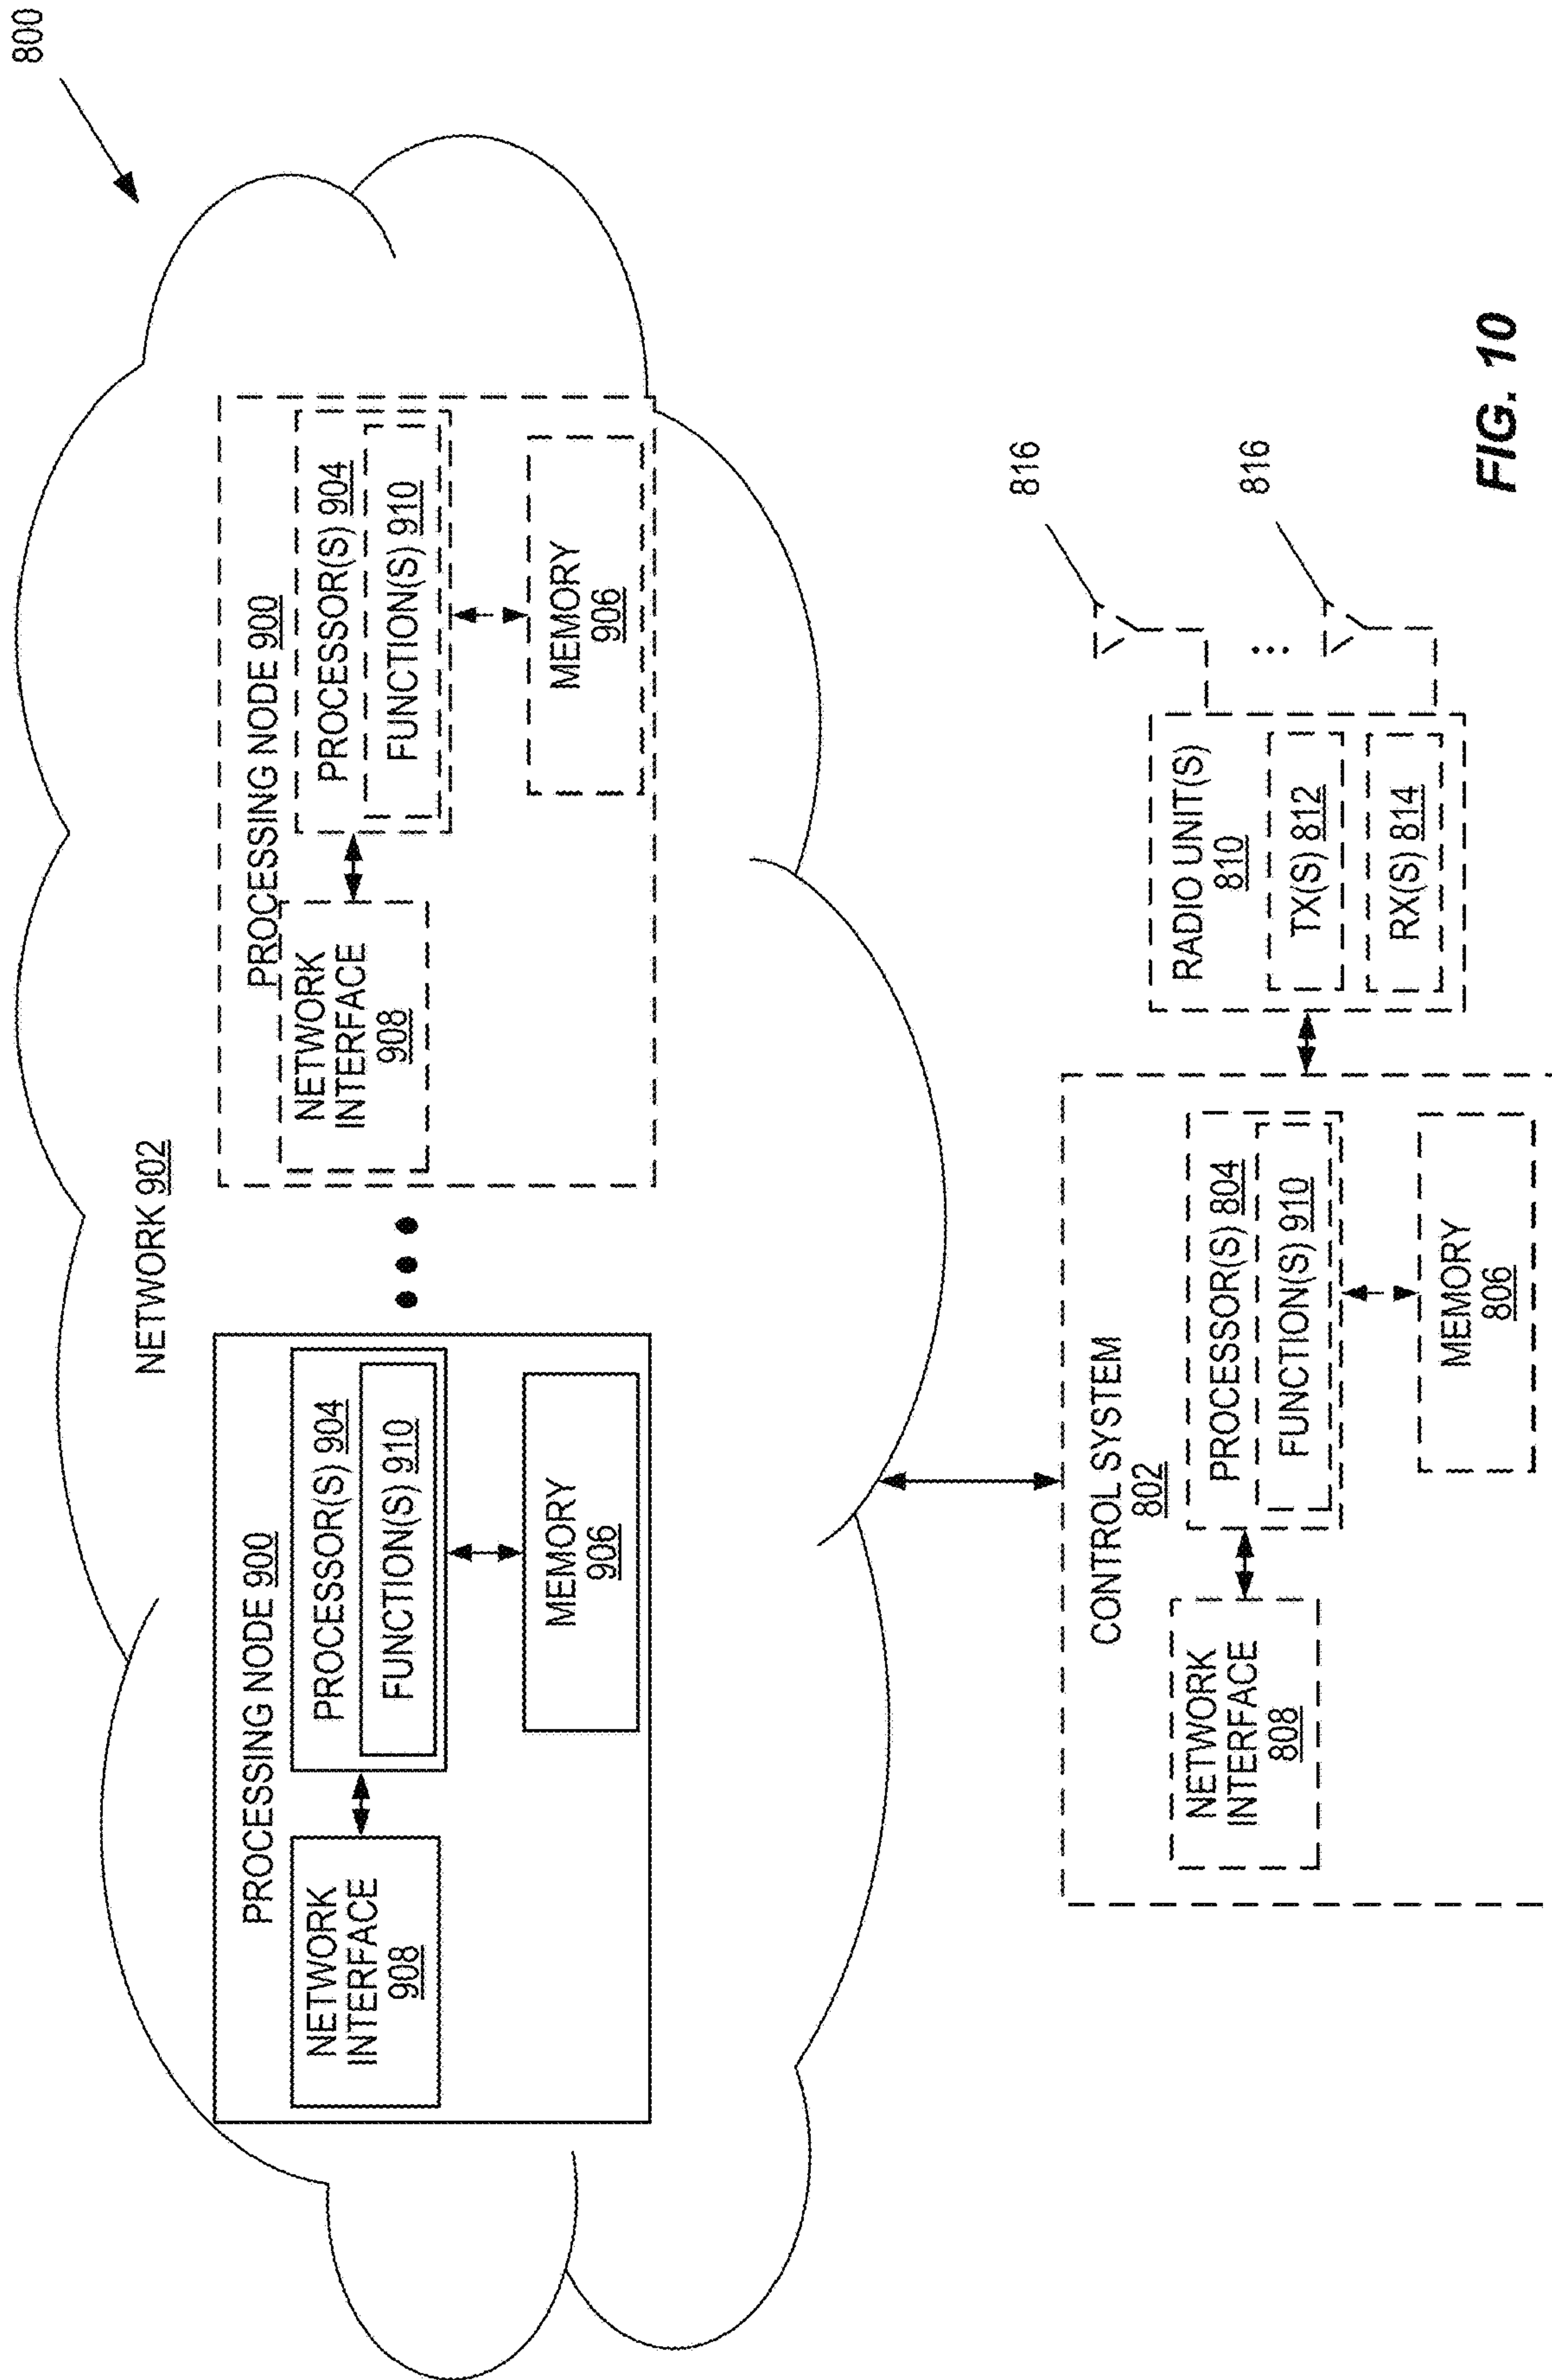 800
NETWORK 902
PROCESSING NODE 900
NETWORK
INTERFACE
908
PROCESSOR(S) 904
FUNCTION(S) 910
MEMORY
906
PROCESSING NODE 900
NETWORK
INTERFACE
908
PROCESSOR(S) 904
FUNCTION(S) 910
MEMORY
906
CONTROL SYSTEM
802
NETWORK
INTERFACE
808
PROCESSOR(S) 804
FUNCTION(S) 910
MEMORY
806
RADIO UNIT(S)
810
TX(S) 812
RX(S) 814
816
816
FIG. 10